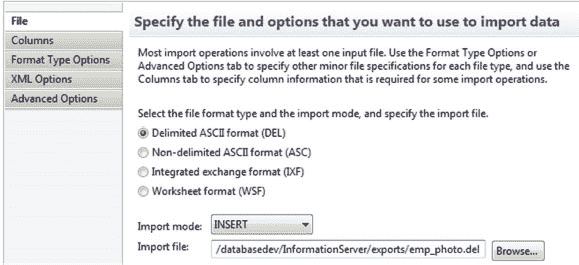 File
Columns
Format Type Options
XML Options
Advanced Options
Specify the file and options that you want to use to import data
Most import operations involve at least one input file. Use the Format Type Options or
Advanced Options tab to specify other minor file specifications for each file type, and use the
Columns tab to specify column information that is required for some import operations.
Select the file format type and the import mode, and specify the import file.
Delimited ASCII format (DEL)
Non-delimited ASCII format (ASC)
Integrated exchange format (IXF)
Worksheet format (WSF)
Import mode: INSERT
Import file: /databasedev/InformationServer/exports/emp_photo.del Browse...